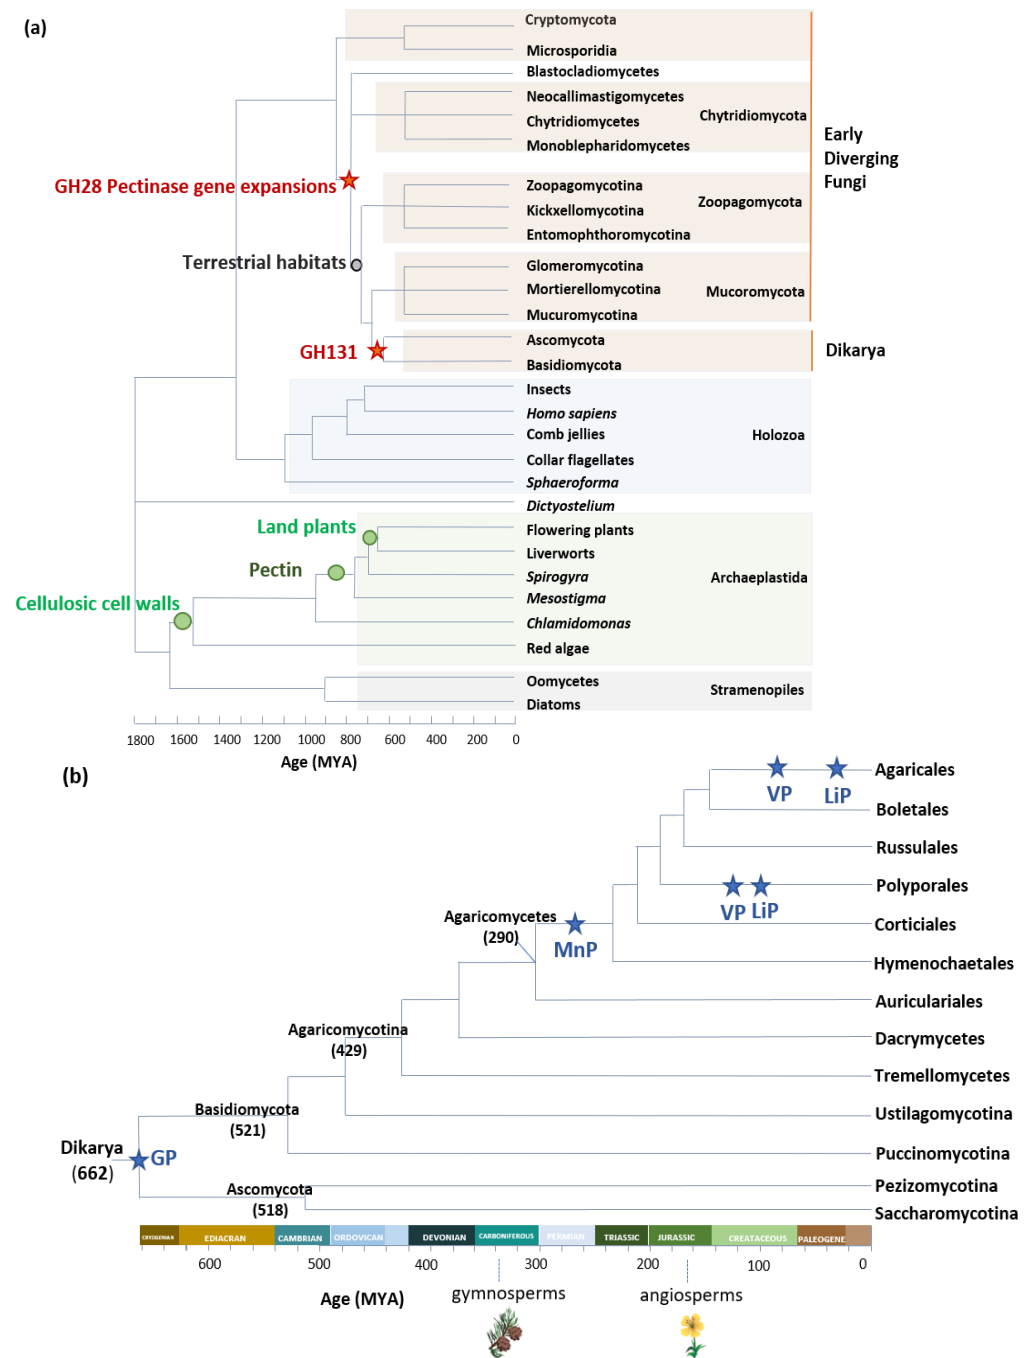 (a)
Cryptomycota
Microsporidia
Blastocladiomycetes
Neocallimastigomycetes
Chytridiomycetes
Chytridiomycota
Monoblepharidomycetes
Early
Diverging
Fungi
GH28 Pectinase gene expansions
Zoopagomycotina
Kickxellomycotina
Zoopagomycota
Entomophthoromycotina
Terrestrial habitats
Glomeromycotina
Mortierellomycotina
Mucoromycota
Mucuromycotina
GH131
Ascomycota
Basidiomycota
Dikarya
Insects
Homo sapiens
Comb jellies
Holozoa
Collar flagellates
Sphaeroforma
Dictyostelium
Land plants
Flowering plants
Liverworts
Pectin
Spirogyra
Archaeplastida
Mesostigma
Cellulosic cell walls
Chlamidomonas
Red algae
Oomycetes
Stramenopiles
Diatoms
1800 1600 1400 1200 1000 800 600 400 200 0
Age (MYA)
(b)
Agaricales
VP LiP
Boletales
Russulales
Polyporales
VP LiP
Agaricomycetes
(290)
MnP
Corticiales
Hymenochaetales
Auriculariales
Agaricomycotina
(429)
Dacrymycetes
Tremellomycetes
Basidiomycota
(521)
Ustilagomycotina
Dikarya
(662)
GP
Puccinomycotina
Ascomycota
(518)
Pezizomycotina
Saccharomycotina
CRYOGENIAN EDIACRAN CAMBRIAN ORDOVICAN DEVONIAN CARBONIFEROUS PERMIAN TRIASSIC JURASSIC CREATACEOUS PALEOGENE
600 500 400 300 200 100 0
Age (MYA)
gymnosperms
angiosperms